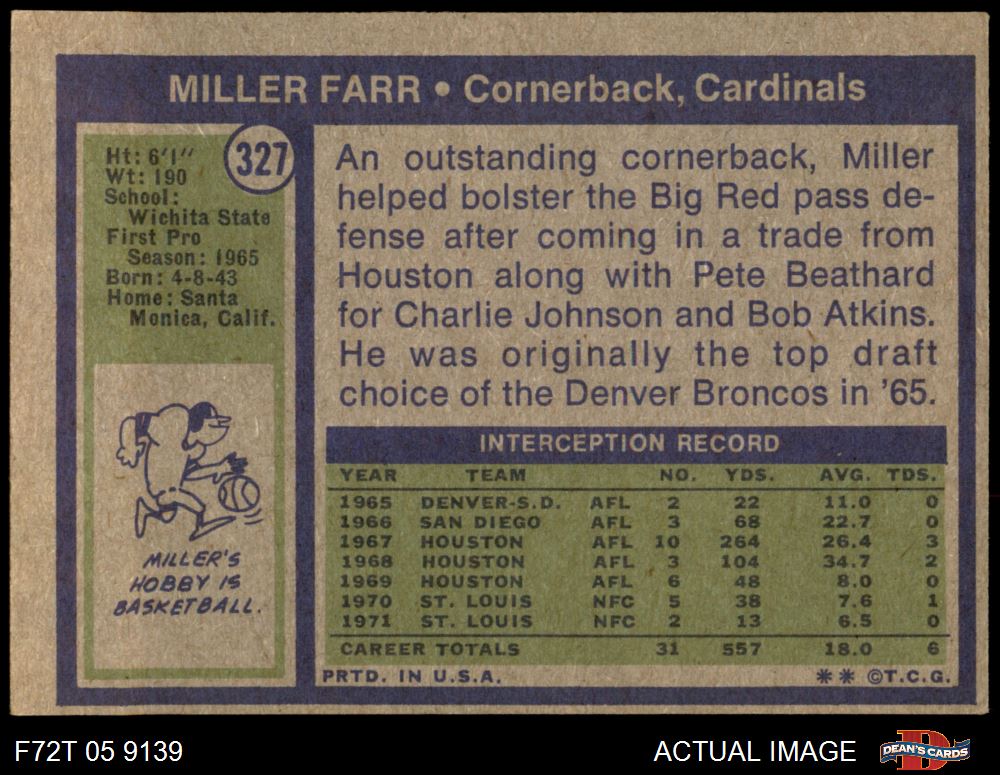 MILLER FARR • Cornerback, Cardinals
327
Ht: 6'1"
Wt: 190
School:
Wichita State
First Pro
Season: 1965
Born: 4-8-43
Home: Santa
Monica, Calif.
MILLER'S
HOBBY IS
BASKETBALL.
An outstanding cornerback, Miller
helped bolster the Big Red pass de-
fense after coming in a trade from
Houston along with Pete Beathard
for Charlie Johnson and Bob Atkins.
He was originally the top draft
choice of the Denver Broncos in '65.
INTERCEPTION RECORD
YEAR TEAM NO. YDS. AVG. TDS.
1965 DENVER-S.D. AFL 2 22 11.0 0
1966 SAN DIEGO AFL 3 68 22.7 0
1967 HOUSTON AFL 10 264 26.4 3
1968 HOUSTON AFL 3 104 34.7 2
1969 HOUSTON AFL 6 48 8.0 0
1970 ST. LOUIS NFC 5 38 7.6 1
1971 ST. LOUIS NFC 2 13 6.5 0
CAREER TOTALS 31 557 18.0 6
PRTD. IN U.S.A. ** ©T.C.G.
F72T 05 9139 ACTUAL IMAGE D DEAN'S CARDS